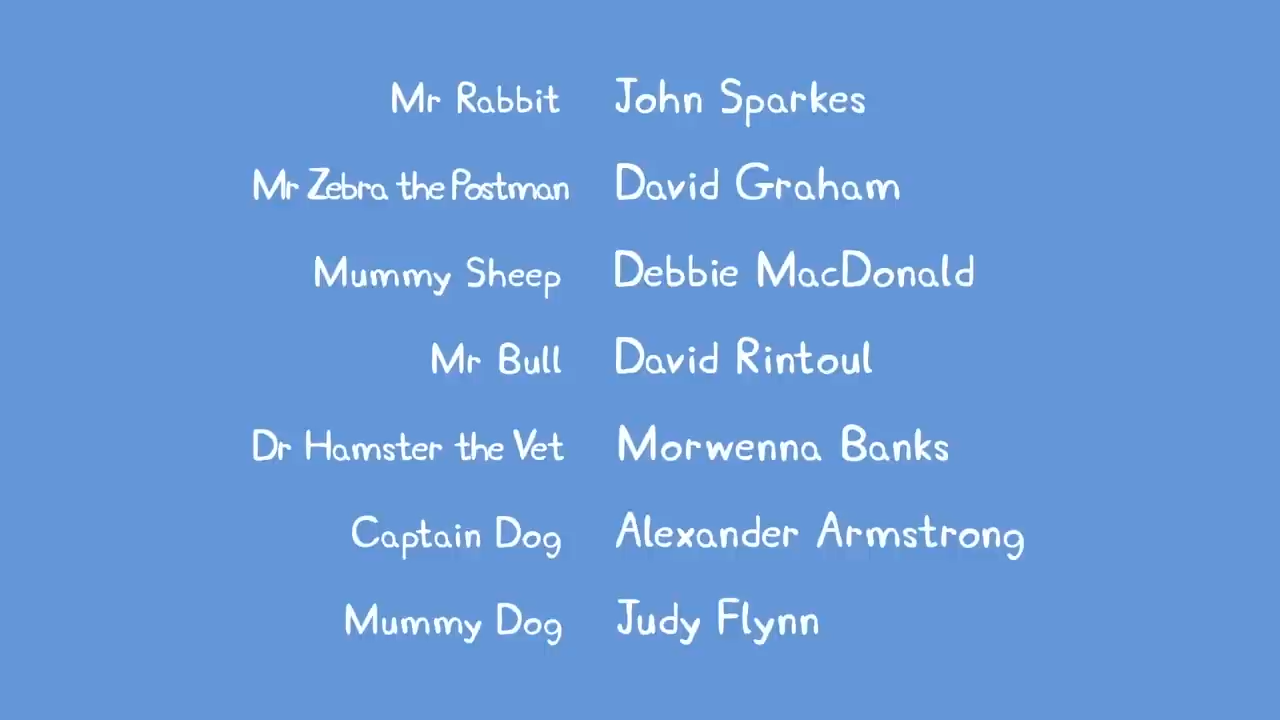 Mr Rabbit John Sparkes
Mr Zebra the Postman David Graham
Mummy Sheep Debbie MacDonald
Mr Bull David Rintoul
Dr Hamster the Vet Morwenna Banks
Captain Dog Alexander Armstrong
Mummy Dog Judy Flynn